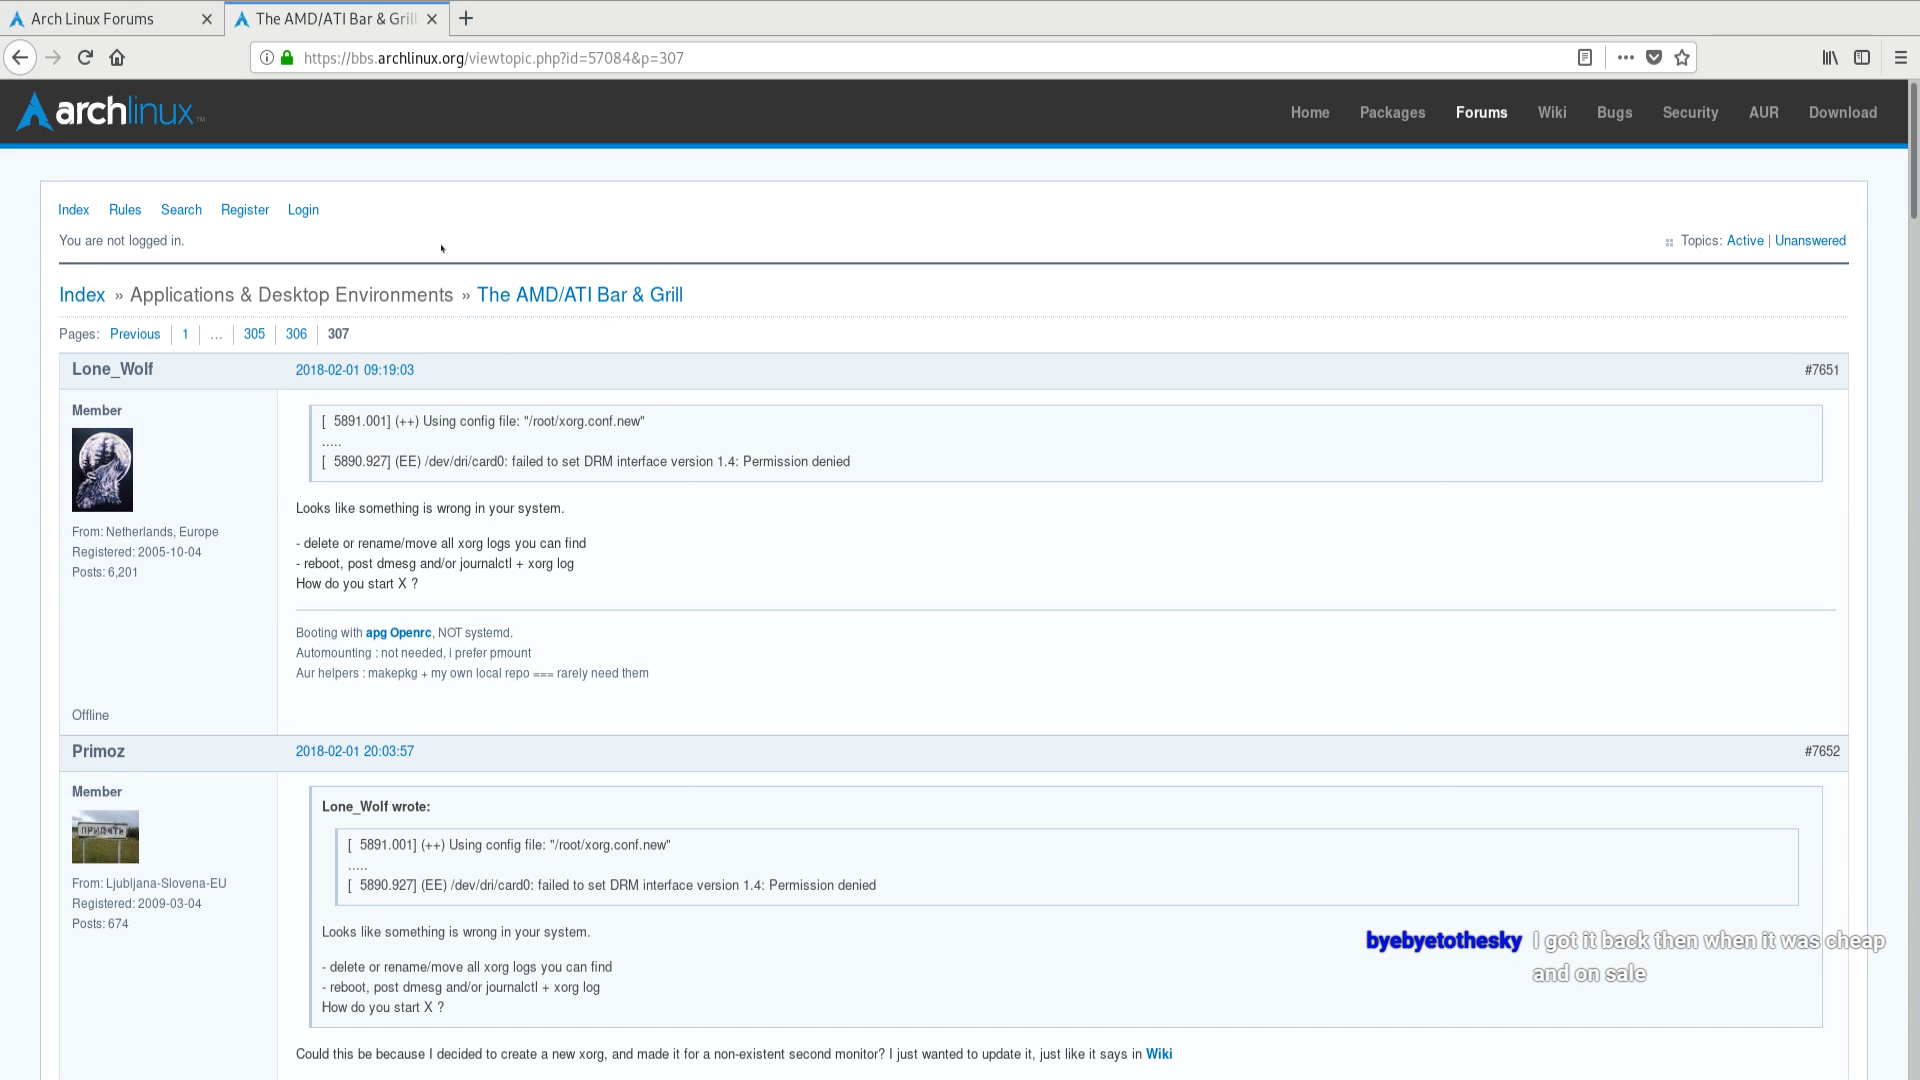 Arch Linux Forums
The AMD/ATI Bar & Grill
https://bbs.archlinux.org/viewtopic.php?id=57084&p=307
archlinux™
Home Packages Forums Wiki Bugs Security AUR Download
Index Rules Search Register Login
You are not logged in.
Topics: Active | Unanswered
Index » Applications & Desktop Environments » The AMD/ATI Bar & Grill
Pages: Previous 1 … 305 306 307
Lone_Wolf 2018-02-01 09:19:03 #7651
Member
From: Netherlands, Europe
Registered: 2005-10-04
Posts: 6,201
[ 5891.001] (++) Using config file: "/root/xorg.conf.new"
.....
[ 5890.927] (EE) /dev/dri/card0: failed to set DRM interface version 1.4: Permission denied
Looks like something is wrong in your system.
- delete or rename/move all xorg logs you can find
- reboot, post dmesg and/or journalctl + xorg log
How do you start X ?
Booting with apg Openrc, NOT systemd.
Automounting : not needed, i prefer pmount
Aur helpers : makepkg + my own local repo === rarely need them
Offline
Primoz 2018-02-01 20:03:57 #7652
Member
ПРИПЯТЬ
From: Ljubljana-Slovena-EU
Registered: 2009-03-04
Posts: 674
Lone_Wolf wrote:
[ 5891.001] (++) Using config file: "/root/xorg.conf.new"
.....
[ 5890.927] (EE) /dev/dri/card0: failed to set DRM interface version 1.4: Permission denied
Looks like something is wrong in your system.
- delete or rename/move all xorg logs you can find
- reboot, post dmesg and/or journalctl + xorg log
How do you start X ?
Could this be because I decided to create a new xorg, and made it for a non-existent second monitor? I just wanted to update it, just like it says in Wiki
byebyetothesky I got it back then when it was cheap
and on sale